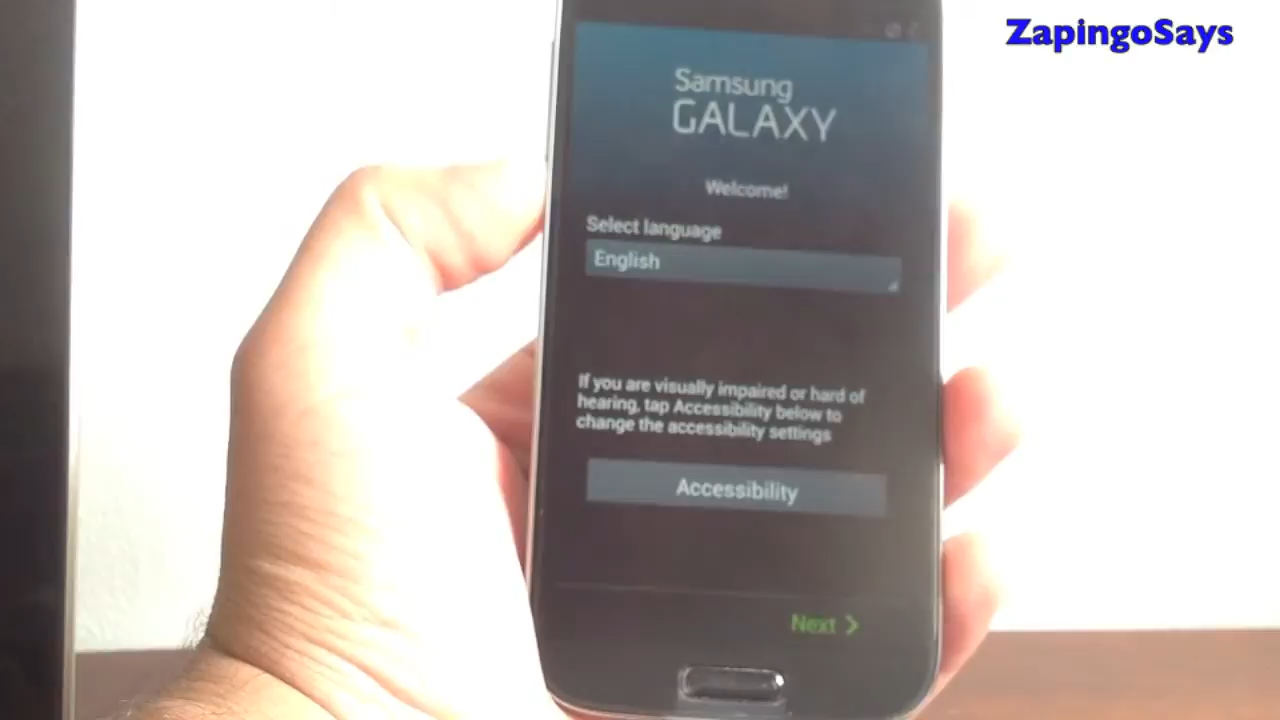 ZapingoSays
Samsung
GALAXY
Welcome!
Select language
English
If you are visually impaired or hard of
hearing, tap Accessibility below to
change the accessibility settings
Accessibility
Next >